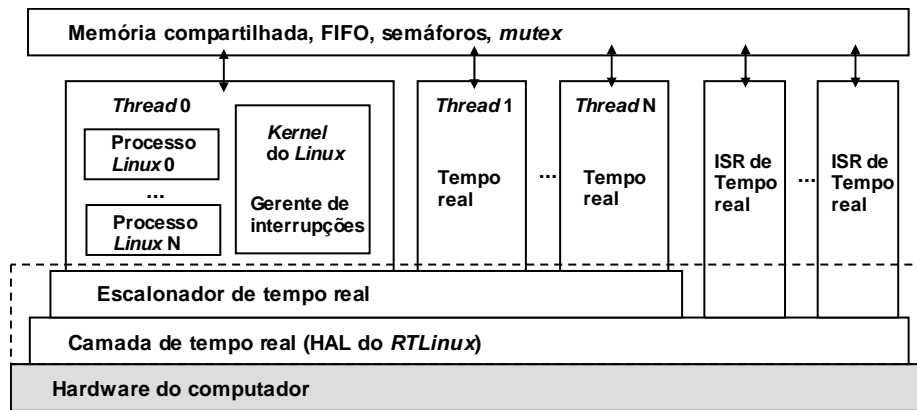 Memória compartilhada, FIFO, semáforos, mutex
Thread 0
Processo
Linux 0
...
Processo
Linux N
Kernel
do Linux
Gerente de
interrupções
Thread 1
Tempo
real
...
Thread N
Tempo
real
ISR de
Tempo
real
...
ISR de
Tempo
real
Escalonador de tempo real
Camada de tempo real (HAL do RTLinux)
Hardware do computador